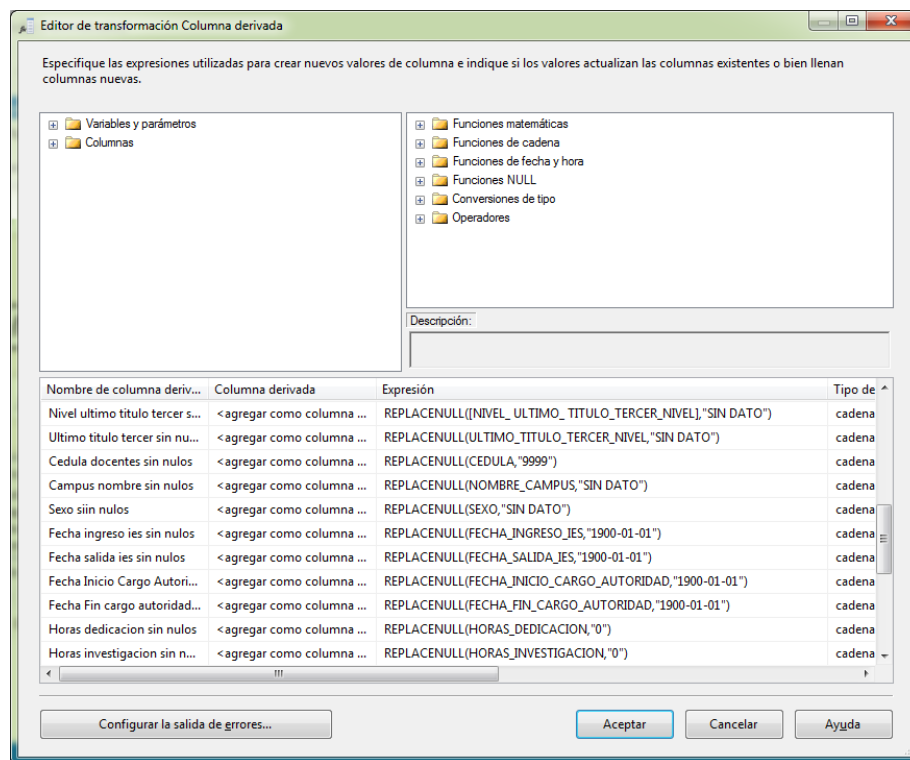 Editor de transformación Columna derivada
Especifique las expresiones utilizadas para crear nuevos valores de columna e indique si los valores actualizan las columnas existentes o bien llenan
columnas nuevas.
Variables y parámetros
Columnas
Funciones matemáticas
Funciones de cadena
Funciones de fecha y hora
Funciones NULL
Conversiones de tipo
Operadores
Descripción:
Nombre de columna deriv... Columna derivada Expresión Tipo de
Nivel ultimo titulo tercer s... <agregar como columna ... REPLACENULL([NIVEL_ ULTIMO_ TITULO_TERCER_NIVEL],"SIN DATO") cadena
Ultimo titulo tercer sin nu... <agregar como columna ... REPLACENULL(ULTIMO_TITULO_TERCER_NIVEL,"SIN DATO") cadena
Cedula docentes sin nulos <agregar como columna ... REPLACENULL(CEDULA,"9999") cadena
Campus nombre sin nulos <agregar como columna ... REPLACENULL(NOMBRE_CAMPUS,"SIN DATO") cadena
Sexo siin nulos <agregar como columna ... REPLACENULL(SEXO,"SIN DATO") cadena
Fecha ingreso ies sin nulos <agregar como columna ... REPLACENULL(FECHA_INGRESO_IES,"1900-01-01") cadena
Fecha salida ies sin nulos <agregar como columna ... REPLACENULL(FECHA_SALIDA_IES,"1900-01-01") cadena
Fecha Inicio Cargo Autori... <agregar como columna ... REPLACENULL(FECHA_INICIO_CARGO_AUTORIDAD,"1900-01-01") cadena
Fecha Fin cargo autoridad... <agregar como columna ... REPLACENULL(FECHA_FIN_CARGO_AUTORIDAD,"1900-01-01") cadena
Horas dedicacion sin nulos <agregar como columna ... REPLACENULL(HORAS_DEDICACION,"0") cadena
Horas investigacion sin n... <agregar como columna ... REPLACENULL(HORAS_INVESTIGACION,"0") cadena
Configurar la salida de errores... Aceptar Cancelar Ayuda